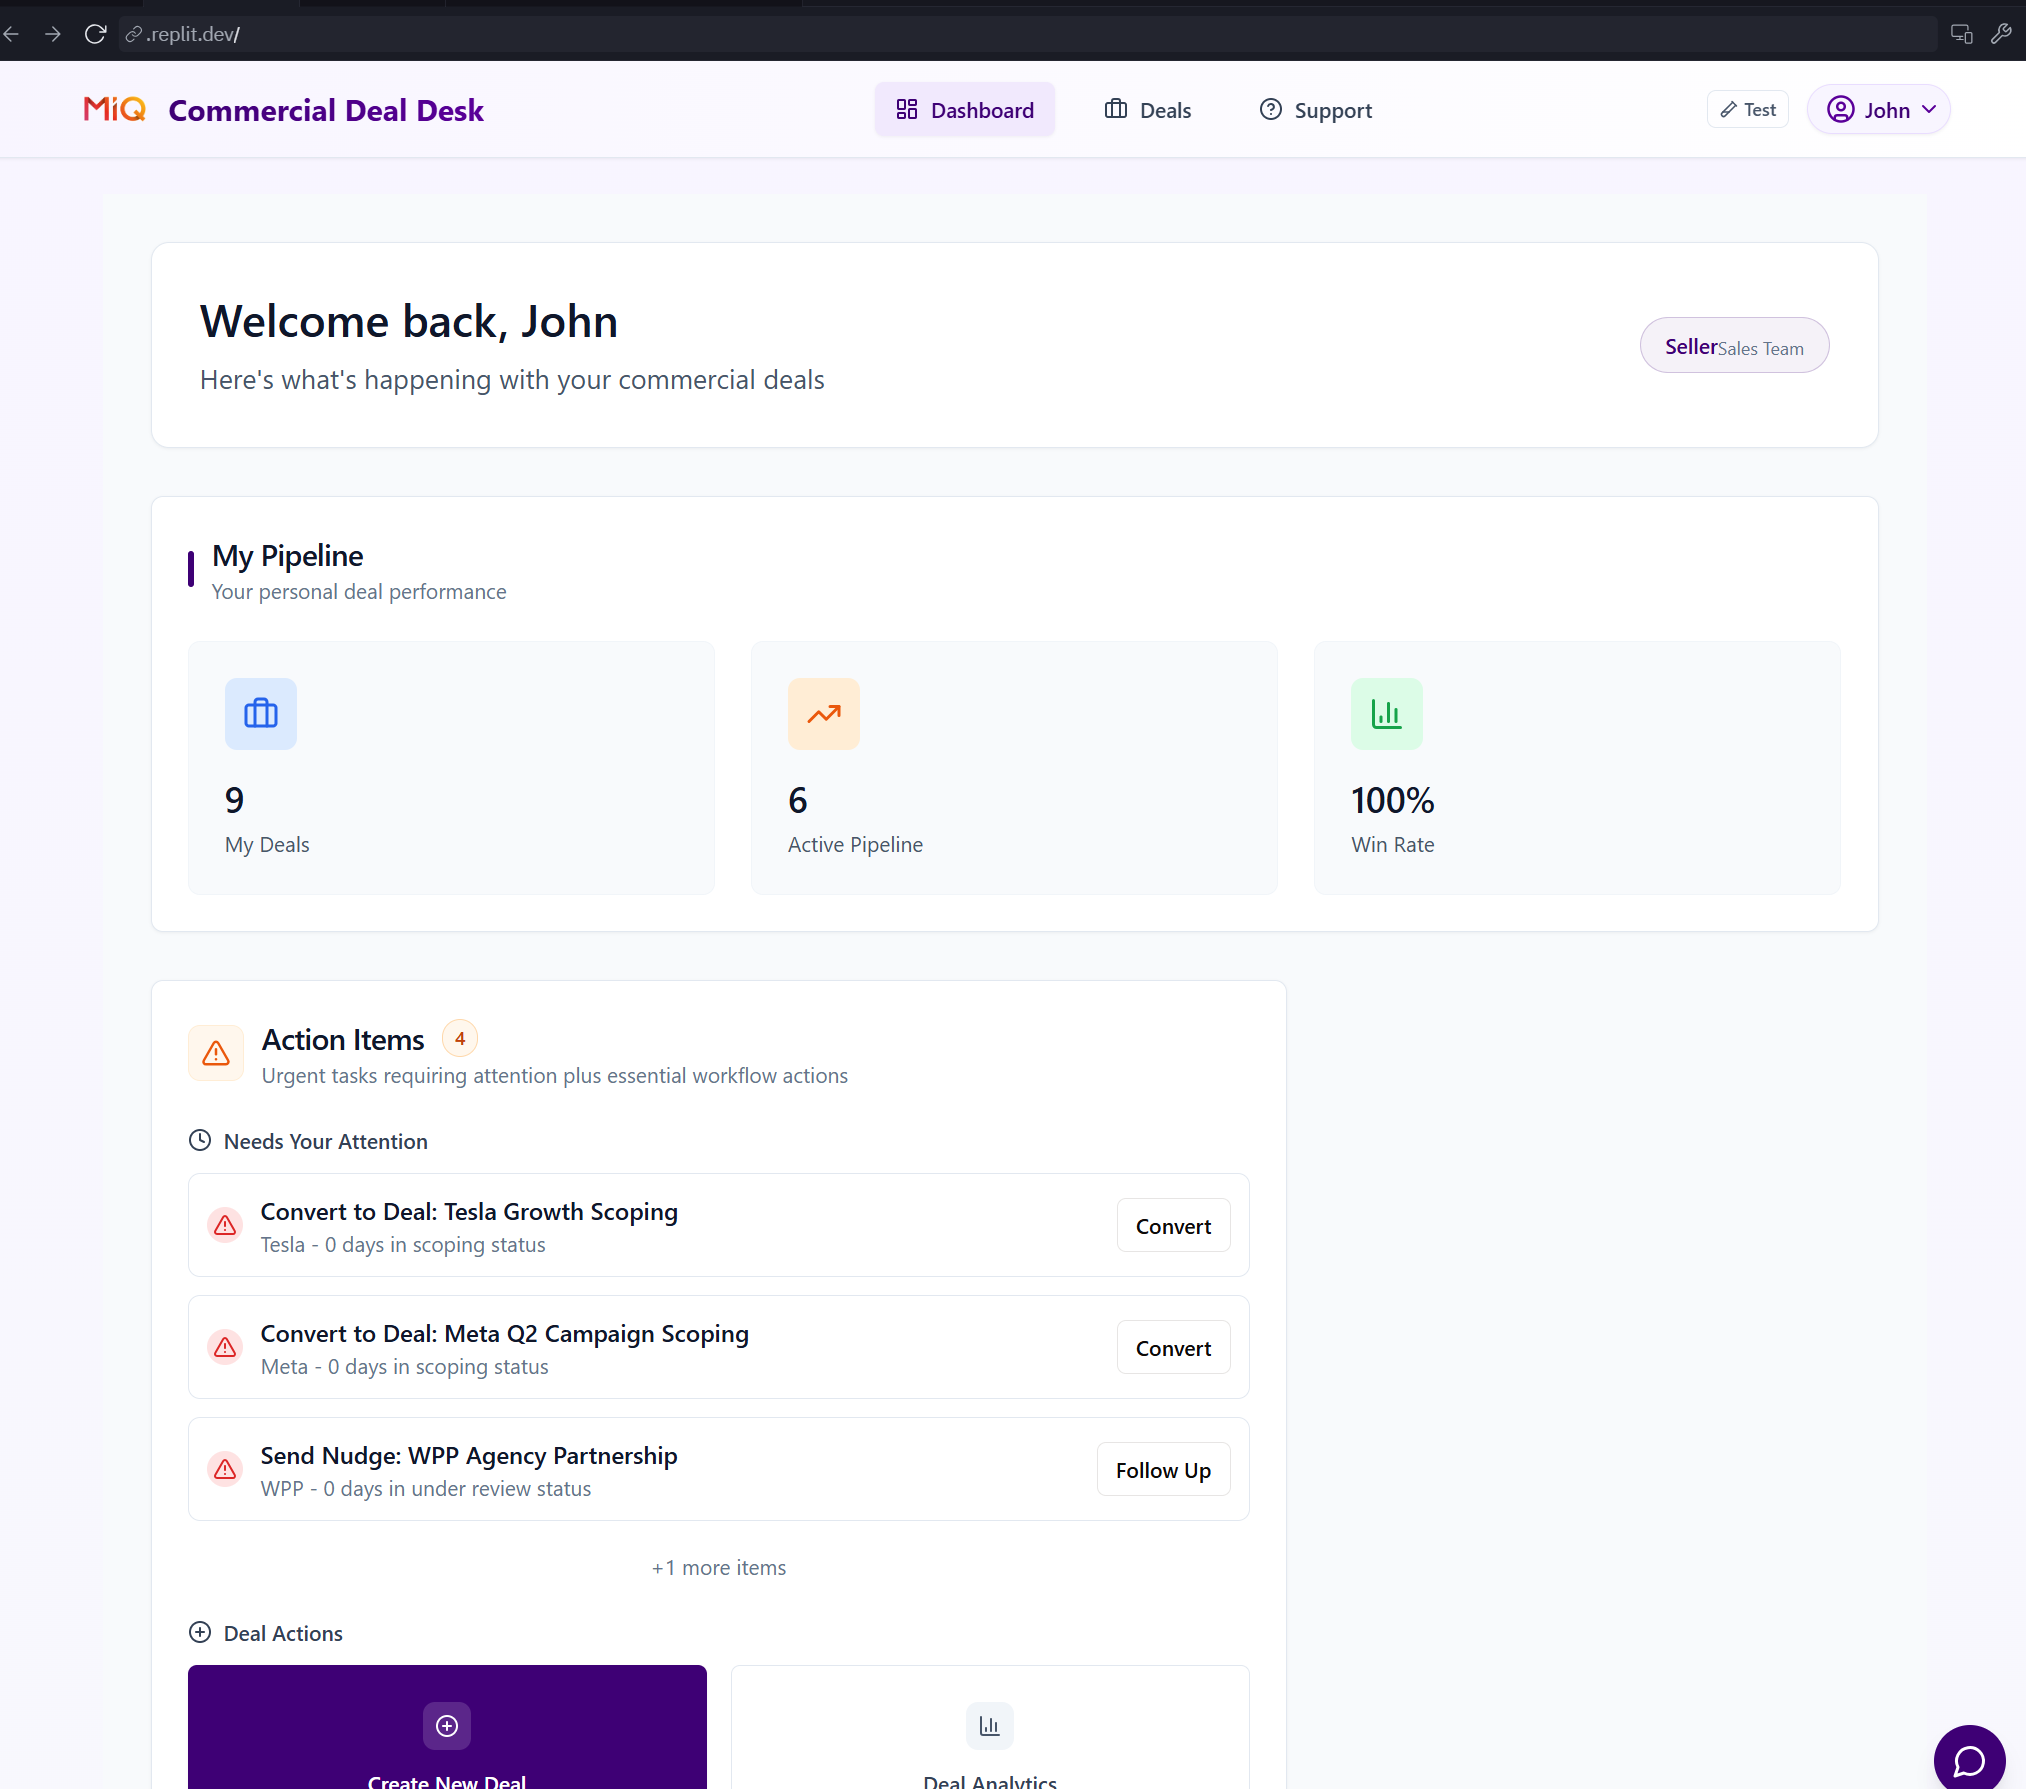 .replit.dev/
MiQ Commercial Deal Desk
Dashboard
Deals
Support
Test
John
Welcome back, John
Here's what's happening with your commercial deals
Seller Sales Team
My Pipeline
Your personal deal performance
9
My Deals
6
Active Pipeline
100%
Win Rate
Action Items 4
Urgent tasks requiring attention plus essential workflow actions
Needs Your Attention
Convert to Deal: Tesla Growth Scoping
Tesla - 0 days in scoping status
Convert
Convert to Deal: Meta Q2 Campaign Scoping
Meta - 0 days in scoping status
Convert
Send Nudge: WPP Agency Partnership
WPP - 0 days in under review status
Follow Up
+1 more items
Deal Actions
Create New Deal
Deal Analytics